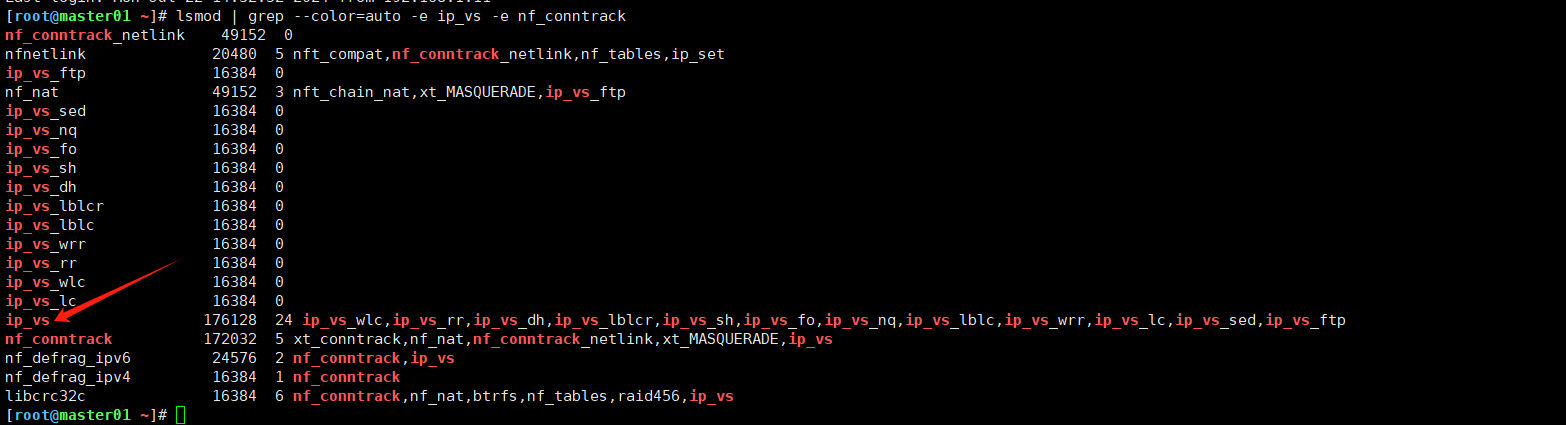 [root@master01 ~]# lsmod | grep --color=auto -e ip_vs -e nf_conntrack
nf_conntrack_netlink    49152  0
nfnetlink              20480  5 nft_compat,nf_conntrack_netlink,nf_tables,ip_set
ip_vs_ftp              16384  0
nf_nat                 49152  3 nft_chain_nat,xt_MASQUERADE,ip_vs_ftp
ip_vs_sed              16384  0
ip_vs_nq               16384  0
ip_vs_fo               16384  0
ip_vs_sh               16384  0
ip_vs_dh               16384  0
ip_vs_lblcr            16384  0
ip_vs_lblc             16384  0
ip_vs_wrr              16384  0
ip_vs_rr               16384  0
ip_vs_wlc              16384  0
ip_vs_lc               16384  0
ip_vs                 176128  24 ip_vs_wlc,ip_vs_rr,ip_vs_dh,ip_vs_lblcr,ip_vs_sh,ip_vs_fo,ip_vs_nq,ip_vs_lblc,ip_vs_wrr,ip_vs_lc,ip_vs_sed,ip_vs_ftp
nf_conntrack          172032  5 xt_conntrack,nf_nat,nf_conntrack_netlink,xt_MASQUERADE,ip_vs
nf_defrag_ipv6         24576  2 nf_conntrack,ip_vs
nf_defrag_ipv4         16384  1 nf_conntrack
libcrc32c              16384  6 nf_conntrack,nf_nat,btrfs,nf_tables,raid456,ip_vs
[root@master01 ~]#